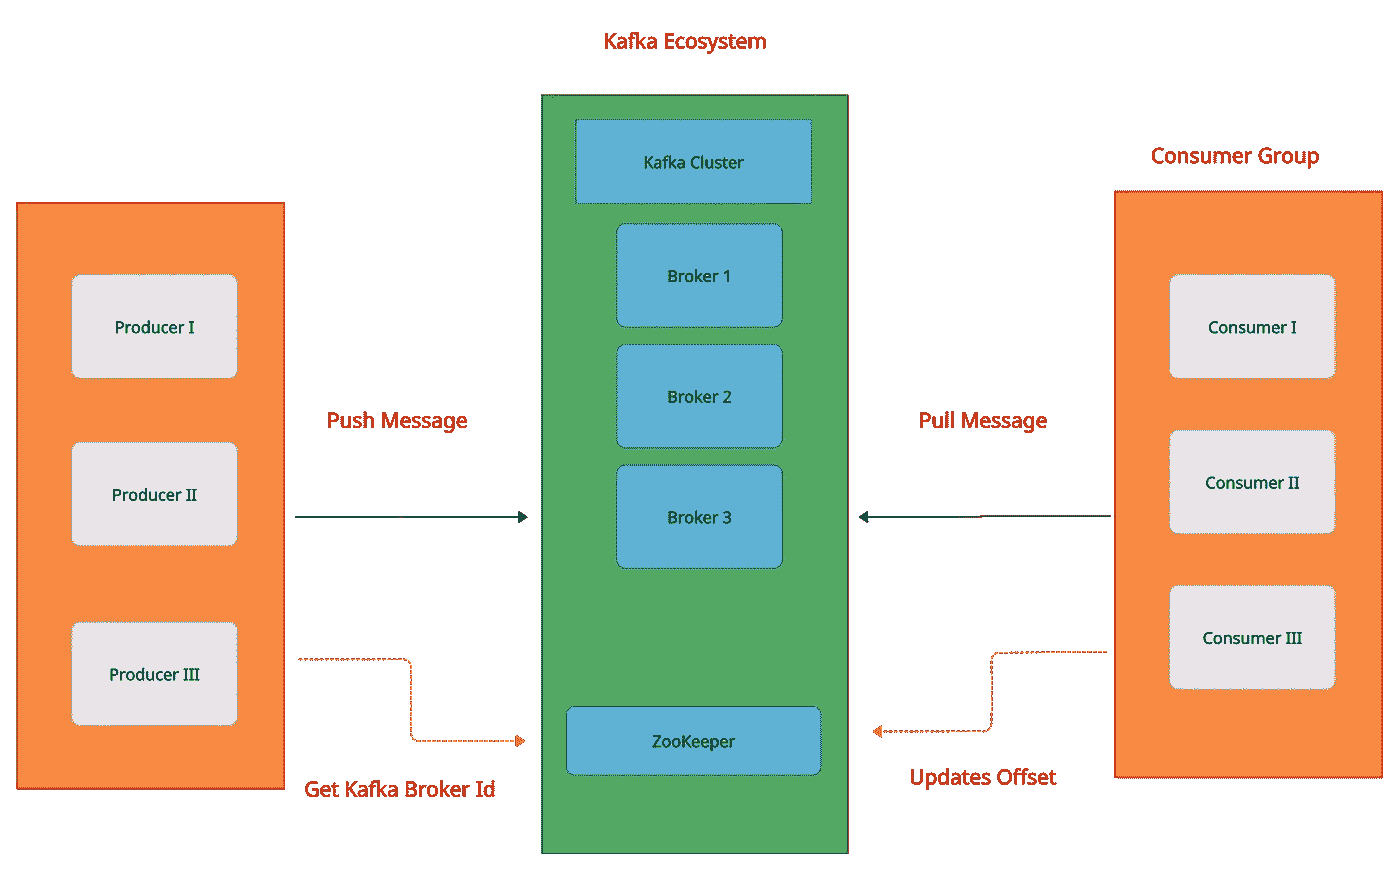 Kafka Ecosystem
Kafka Cluster
Consumer Group
Broker 1
Producer I
Consumer I
Broker 2
Push Message
Pull Message
Producer II
Consumer II
Broker 3
Producer III
Consumer III
ZooKeeper
Get Kafka Broker Id
Updates Offset